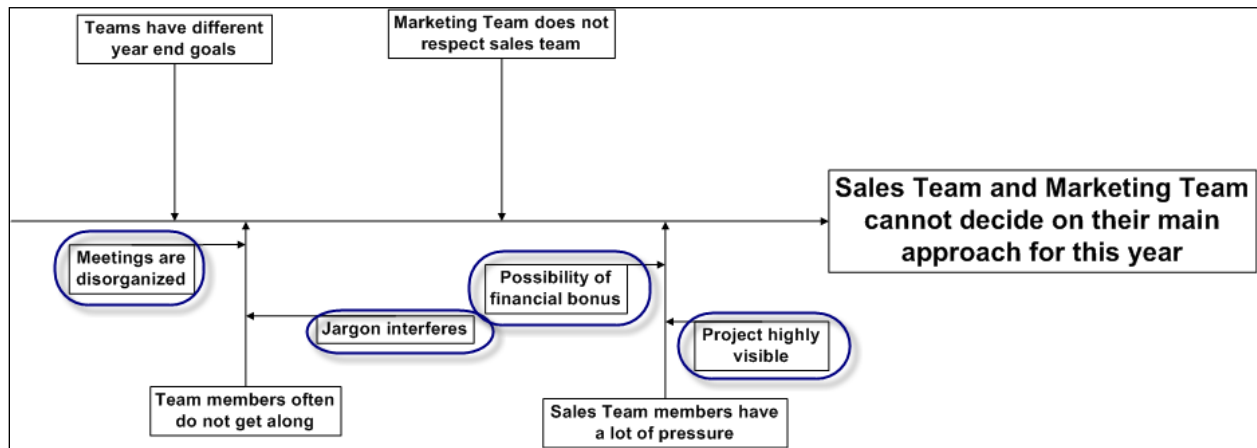 Teams have different
year end goals
Marketing Team does not
respect sales team
Sales Team and Marketing Team
cannot decide on their main
approach for this year
Meetings are
disorganized
Possibility of
financial bonus
Jargon interferes
Project highly
visible
Team members often
do not get along
Sales Team members have
a lot of pressure